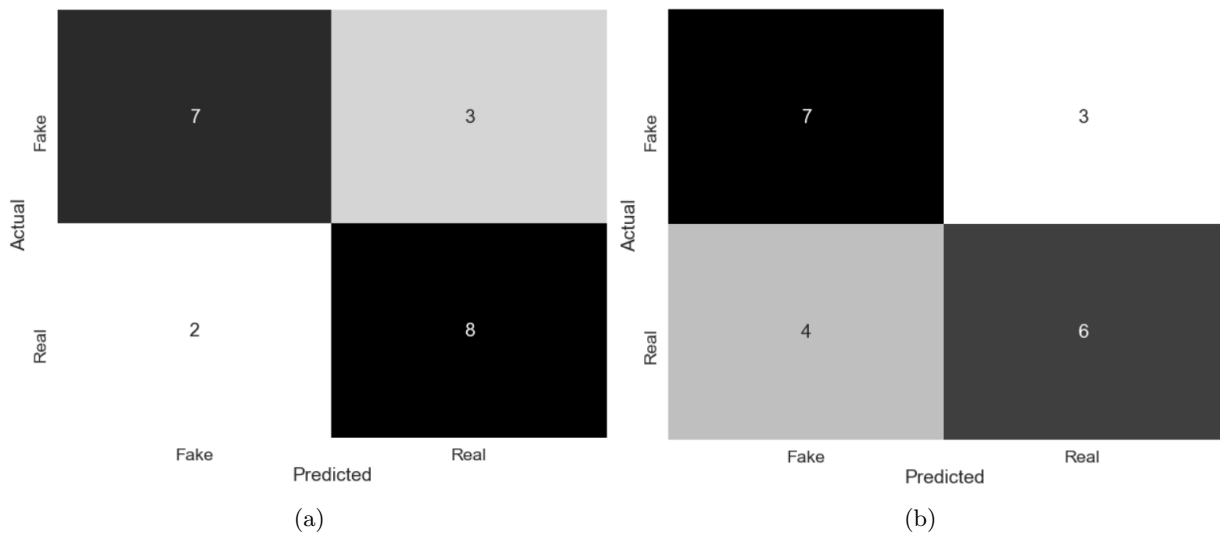 Actual
Fake
Real
7
3
2
8
Fake
Real
Predicted
(a)
Actual
Fake
Real
7
3
4
6
Fake
Real
Predicted
(b)